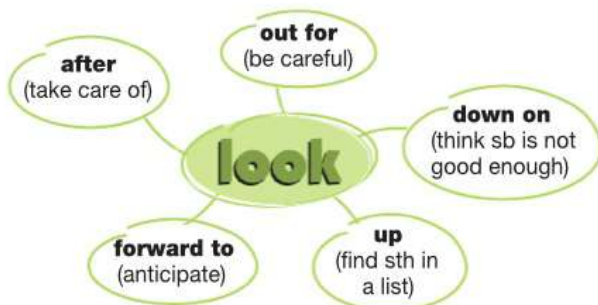 out for
(be careful)
after
(take care of)
down on
(think sb is not
good enough)
look
forward to
(anticipate)
up
(find sth in
a list)